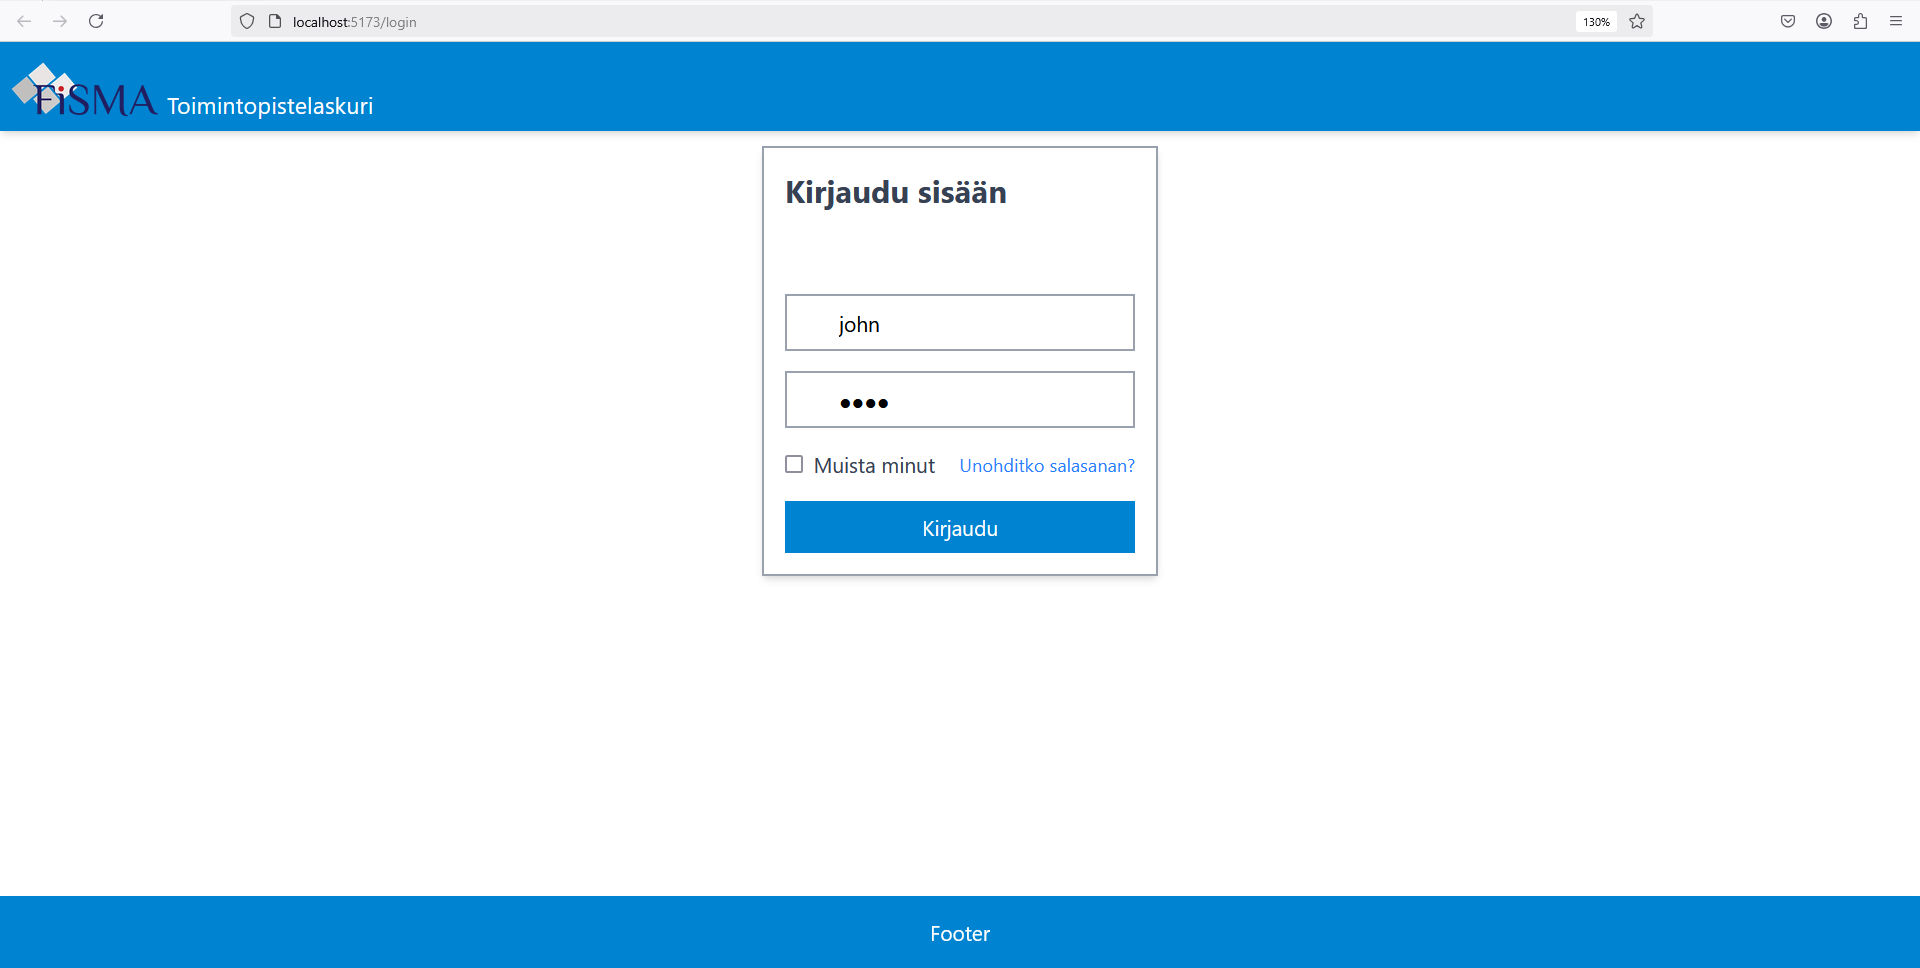 localhost:5173/login
130%
FiSMA Toimintopistelaskuri
Kirjaudu sisään
john
Muista minut Unohditko salasanan?
Kirjaudu
Footer